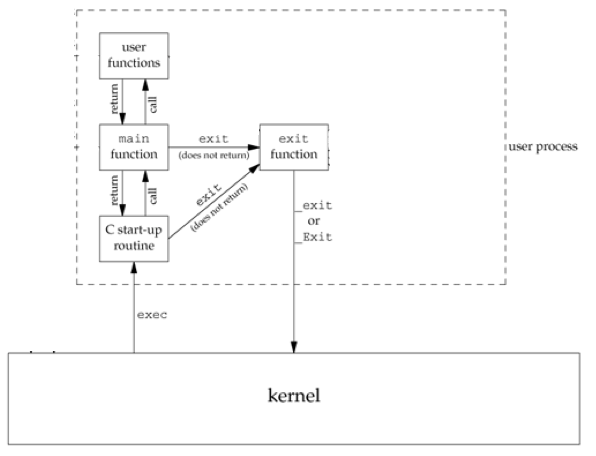 user
functions
return
call
main
function
exit
(does not return)
exit
function
user process
return
call
exit
(does not return)
C start-up
routine
_exit
or
_Exit
exec
kernel